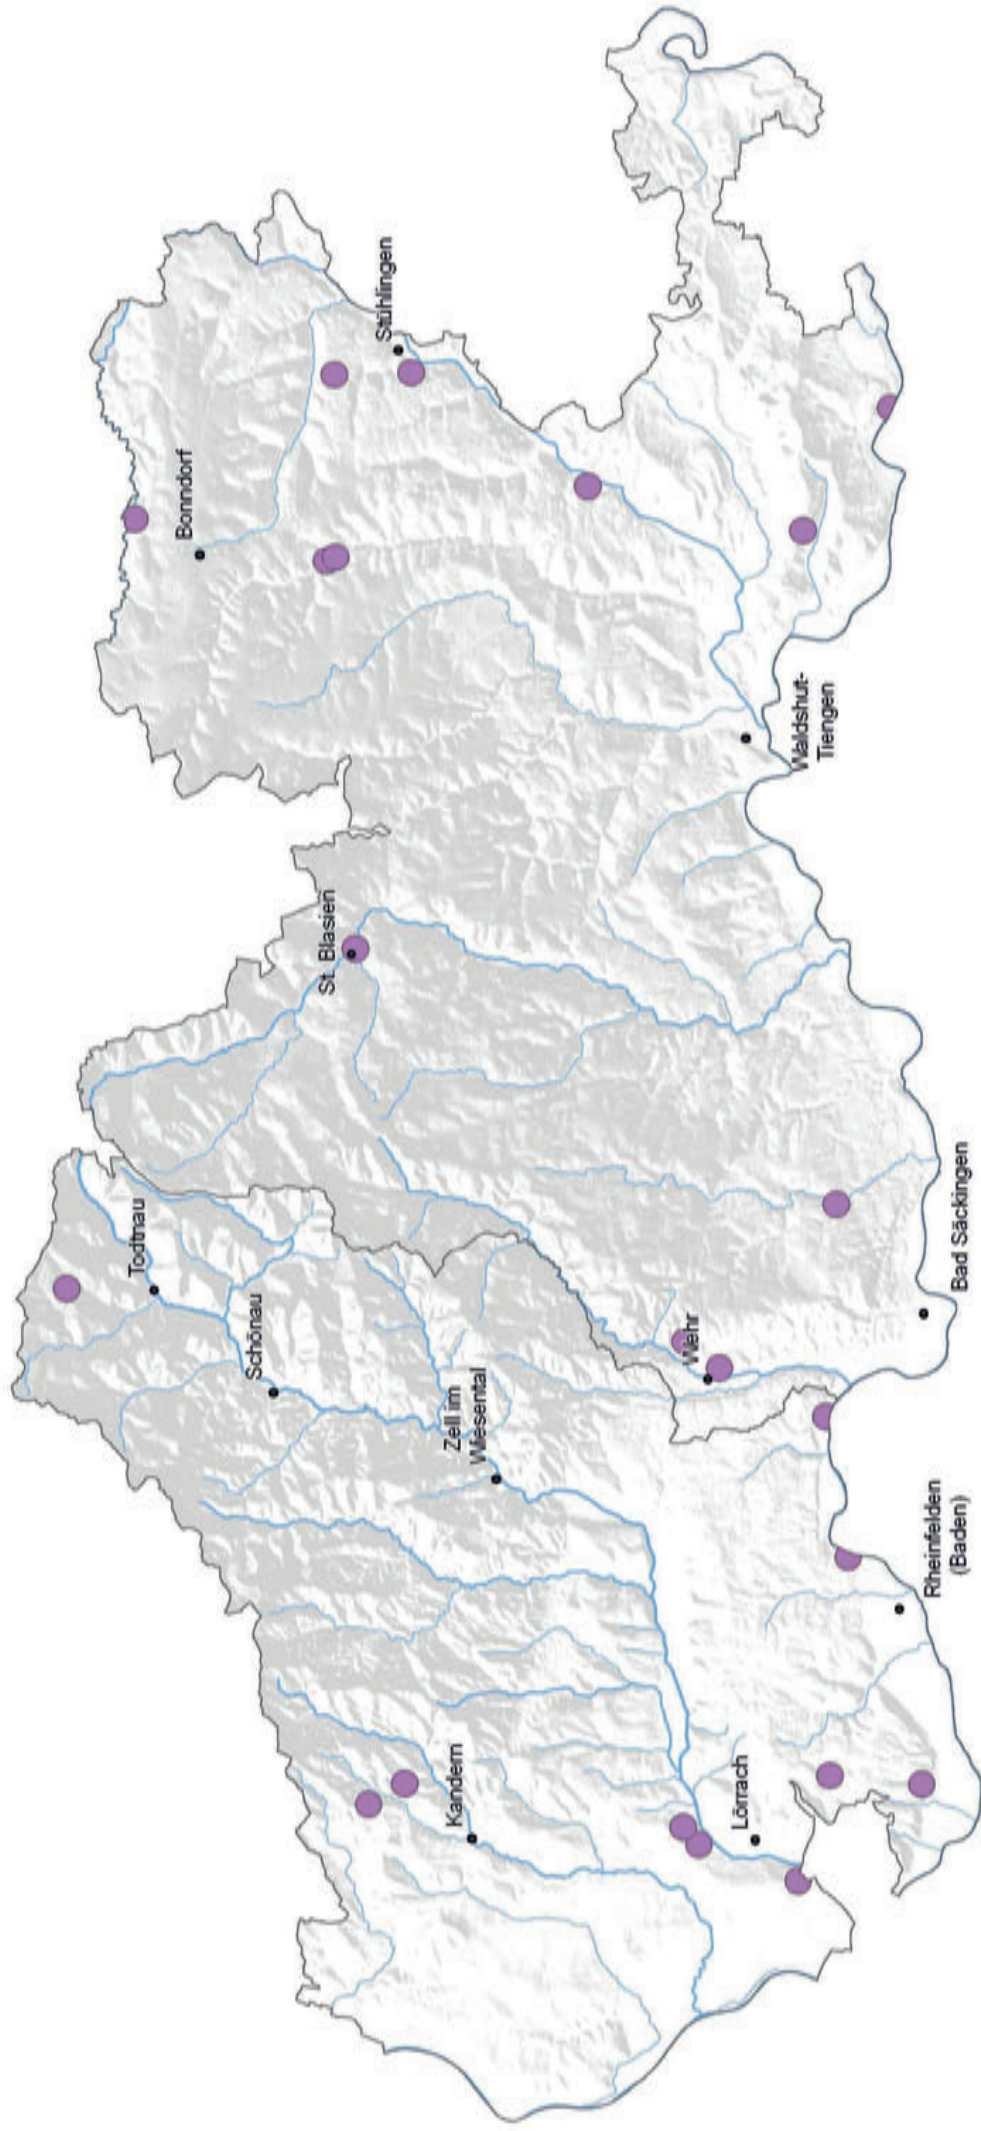 Bonndorf
Stühlingen
St. Blasien
Todtnau
Schönau
Zell im
Wiesental
Kandern
Wehr
Waldshut-
Tiengen
Bad Säckingen
Rheinfelden
(Baden)
Lörrach